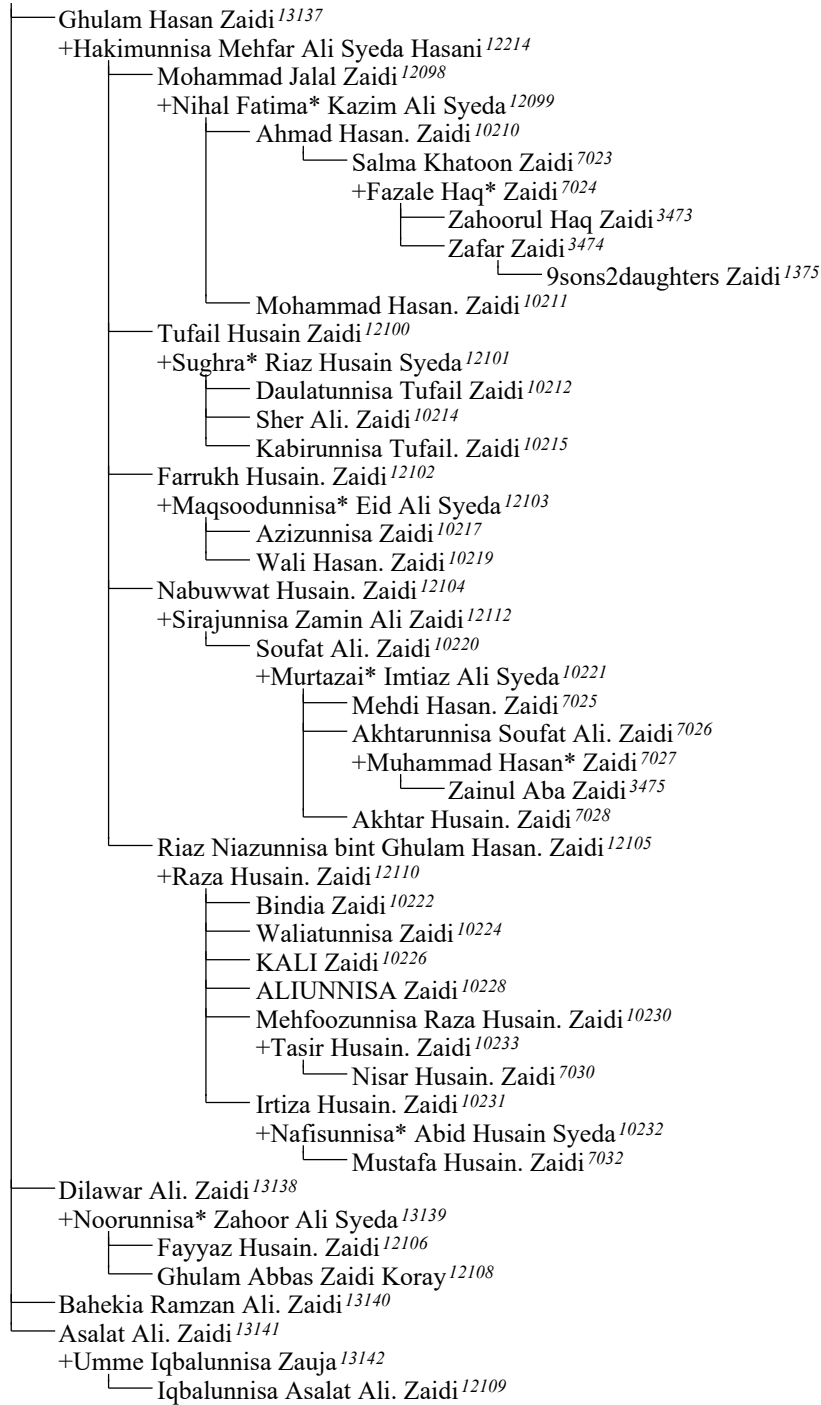 Ghulam Hasan Zaidi 13137
+Hakimunnisa Mehfar Ali Syeda Hasani 12214
Mohammad Jalal Zaidi 12098
+Nihal Fatima* Kazim Ali Syeda 12099
Ahmad Hasan. Zaidi 10210
Salma Khatoon Zaidi 7023
+Fazale Haq* Zaidi 7024
Zahoorul Haq Zaidi 3473
Zafar Zaidi 3474
9sons2daughters Zaidi 1375
Mohammad Hasan. Zaidi 10211
Tufail Husain Zaidi 12100
+Sughra* Riaz Husain Syeda 12101
Daulatunnisa Tufail Zaidi 10212
Sher Ali. Zaidi 10214
Kabirunnisa Tufail. Zaidi 10215
Farrukh Husain. Zaidi 12102
+Maqsoodunnisa* Eid Ali Syeda 12103
Azizunnisa Zaidi 10217
Wali Hasan. Zaidi 10219
Nabuwwat Husain. Zaidi 12104
+Sirajunnisa Zamin Ali Zaidi 12112
Soufat Ali. Zaidi 10220
+Murtazai* Imtiaz Ali Syeda 10221
Mehdi Hasan. Zaidi 7025
Akhtarunnisa Soufat Ali. Zaidi 7026
+Muhammad Hasan* Zaidi 7027
Zainul Aba Zaidi 3475
Akhtar Husain. Zaidi 7028
Riaz Niazunnisa bint Ghulam Hasan. Zaidi 12105
+Raza Husain. Zaidi 12110
Bindia Zaidi 10222
Waliatunnisa Zaidi 10224
KALI Zaidi 10226
ALIUNNISA Zaidi 10228
Mehfoozunnisa Raza Husain. Zaidi 10230
+Tasir Husain. Zaidi 10233
Nisar Husain. Zaidi 7030
Irtiza Husain. Zaidi 10231
+Nafisunnisa* Abid Husain Syeda 10232
Mustafa Husain. Zaidi 7032
Dilawar Ali. Zaidi 13138
+Noorunnisa* Zahoor Ali Syeda 13139
Fayyaz Husain. Zaidi 12106
Ghulam Abbas Zaidi Koray 12108
Bahekia Ramzan Ali. Zaidi 13140
Asalat Ali. Zaidi 13141
+Umme Iqbalunnisa Zauja 13142
Iqbalunnisa Asalat Ali. Zaidi 12109